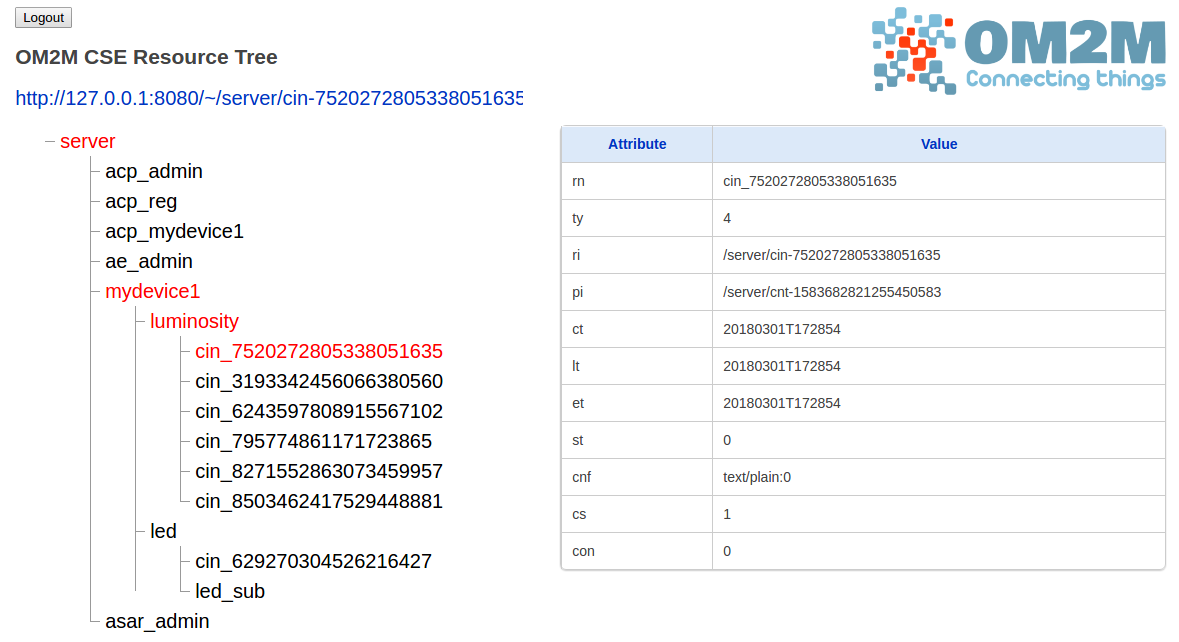 Logout
OM2M CSE Resource Tree
OM2M
Connecting things
http://127.0.0.1:8080/~/server/cin-7520272805338051635
server
acp_admin
acp_reg
acp_mydevice1
ae_admin
mydevice1
luminosity
cin_7520272805338051635
cin_3193342456066380560
cin_6243597808915567102
cin_795774861171723865
cin_8271552863073459957
cin_8503462417529448881
led
cin_629270304526216427
led_sub
asar_admin
Attribute Value
rn cin_7520272805338051635
ty 4
ri /server/cin-7520272805338051635
pi /server/cnt-1583682821255450583
ct 20180301T172854
lt 20180301T172854
et 20180301T172854
st 0
cnf text/plain:0
cs 1
con 0